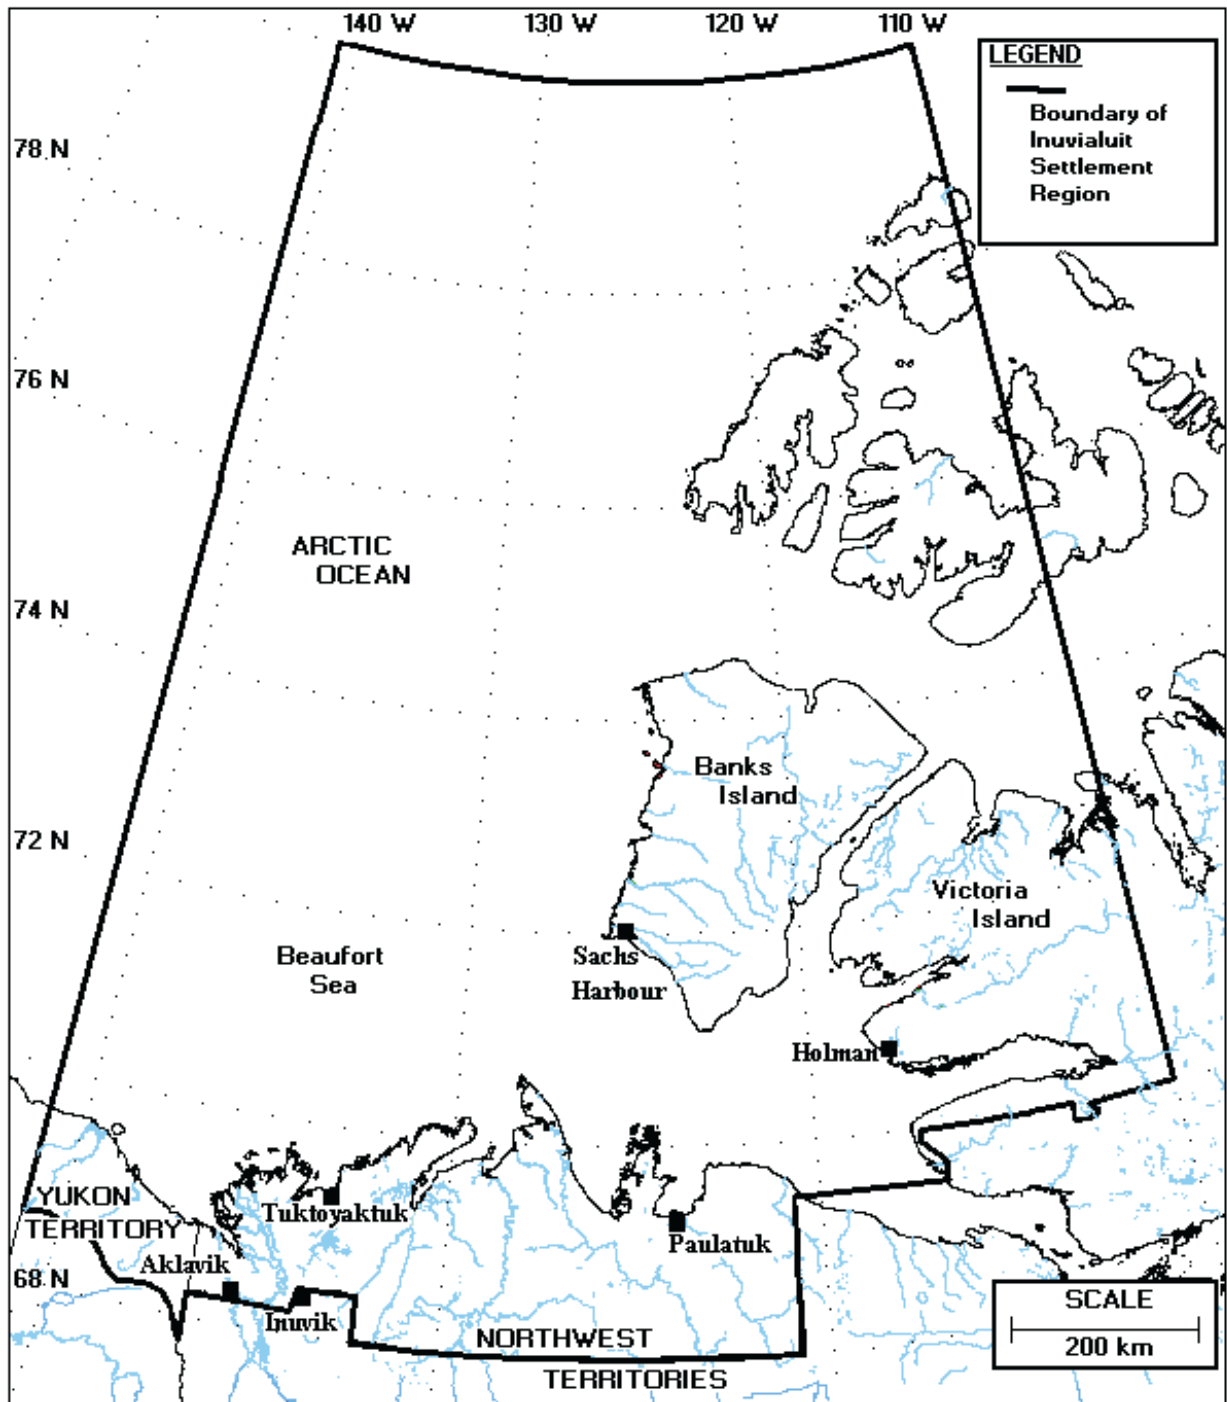 140 W 130 W 120 W 110 W
LEGEND
Boundary of
Inuvialuit
Settlement
Region
78 N
76 N
ARCTIC
OCEAN
74 N
Banks
Island
72 N
Victoria
Island
Beaufort
Sea
Sachs
Harbour
Holman
YUKON
TERRITORY
Tuktoyaktuk
Paulatuk
Aklavik
68 N
Inuvik
NORTHWEST
TERRITORIES
SCALE
200 km